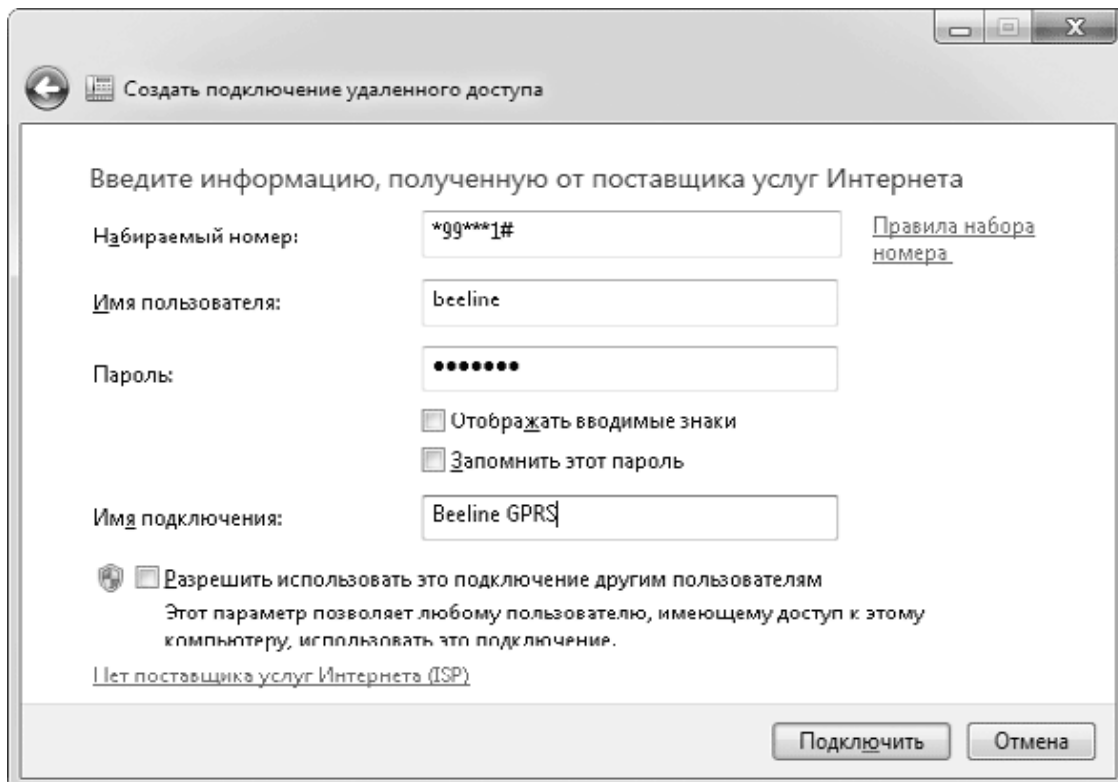 Создать подключение удаленного доступа
Введите информацию, полученную от поставщика услуг Интернета
Набираемый номер:
*99***1#
Правила набора
номера
Имя пользователя:
beeline
Пароль:
•••••••
Отображать вводимые знаки
Запомнить этот пароль
Имя подключения:
Beeline GPRS
Разрешить использовать это подключение другим пользователям
Этот параметр позволяет любому пользователю, имеющему доступ к этому
компьютеру, использовать это подключение.
Нет поставщика услуг Интернета (ISP)
Подключить
Отмена